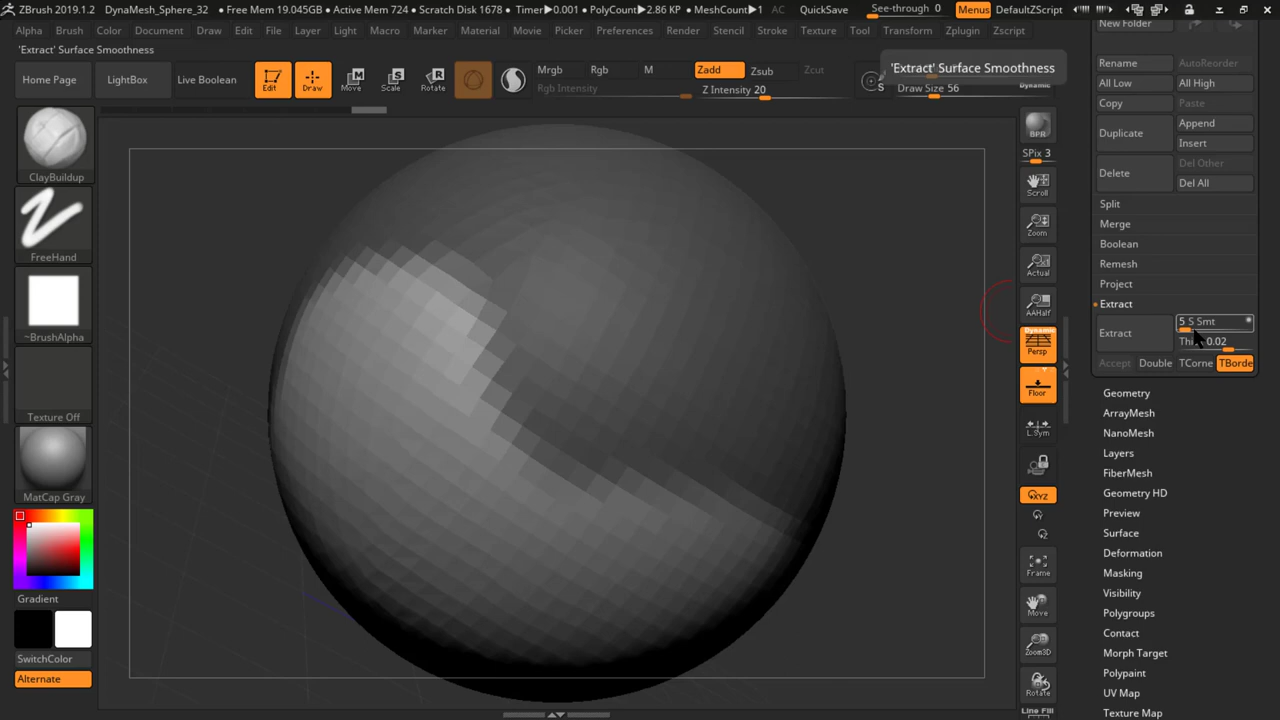 ZBrush 2019.1.2 DynaMesh_Sphere_32 • Free Memory 19.045GB • Active Mem 724 • Scratch Disk 1678 • Timer▶0.001 • PolyCount▶2.86 KP • MeshCount▶1 AC QuickSave See-through 0 Menus DefaultZScript
Alpha Brush Color Document Draw Edit File Layer Light Macro Marker Material Movie Picker Preferences Render Stencil Stroke Texture Tool Transform Zplugin Zscript
'Extract' Surface Smoothness
Home Page LightBox Live Boolean Edit Draw Move Scale Rotate
Mrgb Rgb M Zadd Zsub Zcut
Rgb Intensity Z Intensity 20
S
'Extract' Surface Smoothness
Draw Size 56 Dynamic
ClayBuildup
FreeHand
~BrushAlpha
Texture Off
MatCap Gray
Gradient
SwitchColor
Alternate
BPR
SPix 3
Scroll
Zoom
Actual
AAHalf
Dynamic
Persp
Floor
L.Sym
XYZ
Y
Z
Frame
Move
Zoom3D
Rotate
Line Fill
New Folder
Rename AutoReorder
All Low All High
Copy Paste
Duplicate Append
Insert
Delete Del Other
Del All
Split
Merge
Boolean
Remesh
Project
Extract
Extract 5 S Smt
0.02
Accept Double TCorne TBorde
Geometry
ArrayMesh
NanoMesh
Layers
FiberMesh
Geometry HD
Preview
Surface
Deformation
Masking
Visibility
Polygroups
Contact
Morph Target
Polypaint
UV Map
Texture Map